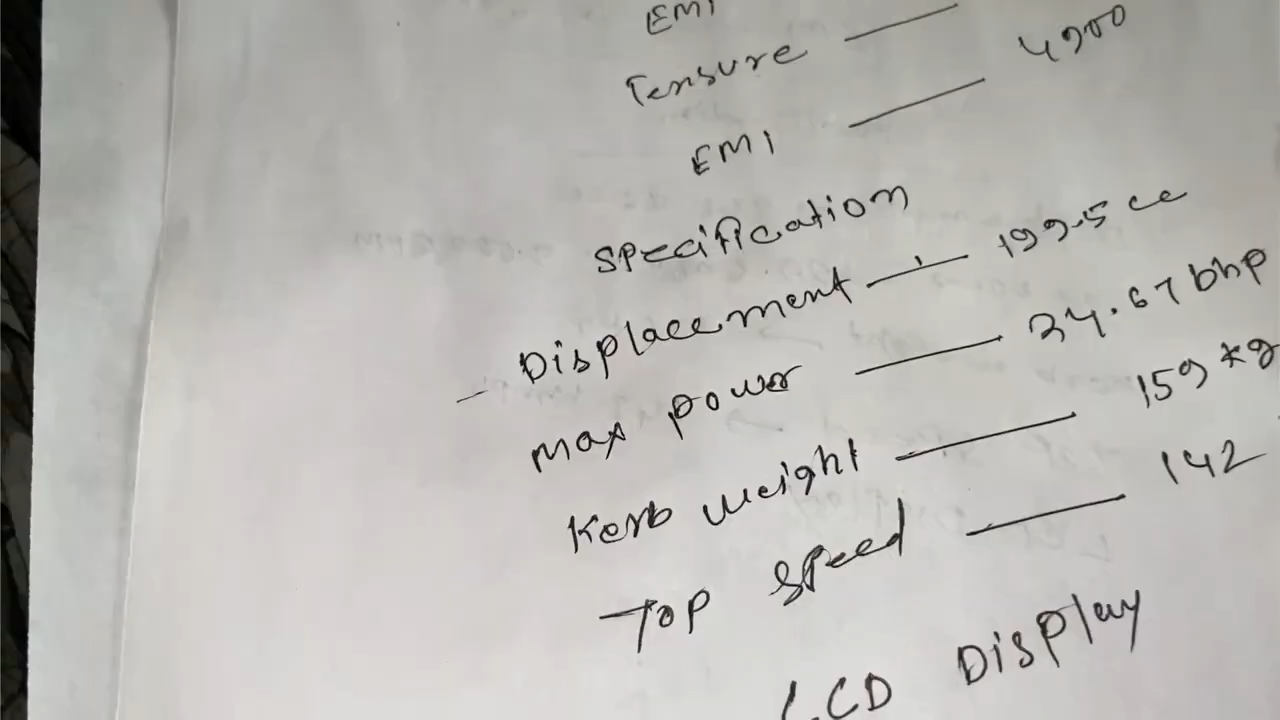 EMI
Tensure —
EMI — 4900
Specification
Displacement — 199.5 cc
Max power — 24.67 bhp
Kerb weight — 159 kg
Top speed — 142
LCD Display